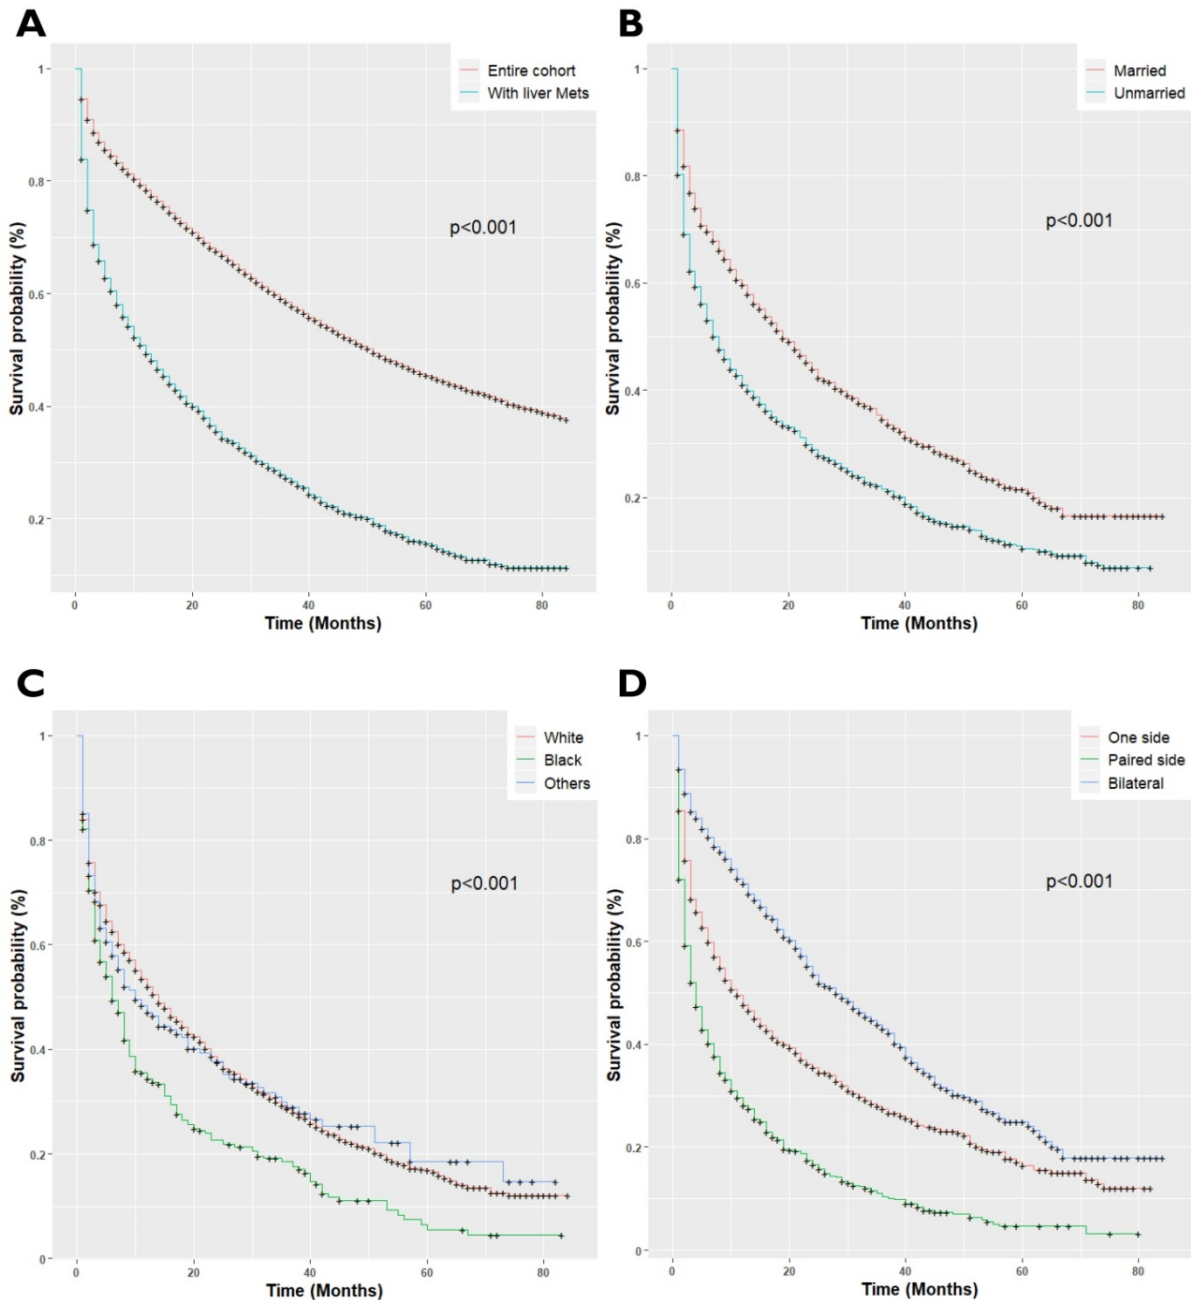 A
Entire cohort
With liver Mets
p<0.001
Survival probability (%)
1
0.8
0.6
0.4
0.2
0 20 40 60 80
Time (Months)
B
Married
Unmarried
p<0.001
Survival probability (%)
1
0.8
0.6
0.4
0.2
0 20 40 60 80
Time (Months)
C
White
Black
Others
p<0.001
Survival probability (%)
1
0.8
0.6
0.4
0.2
0
0 20 40 60 80
Time (Months)
D
One side
Paired side
Bilateral
p<0.001
Survival probability (%)
1
0.8
0.6
0.4
0.2
0
0 20 40 60 80
Time (Months)